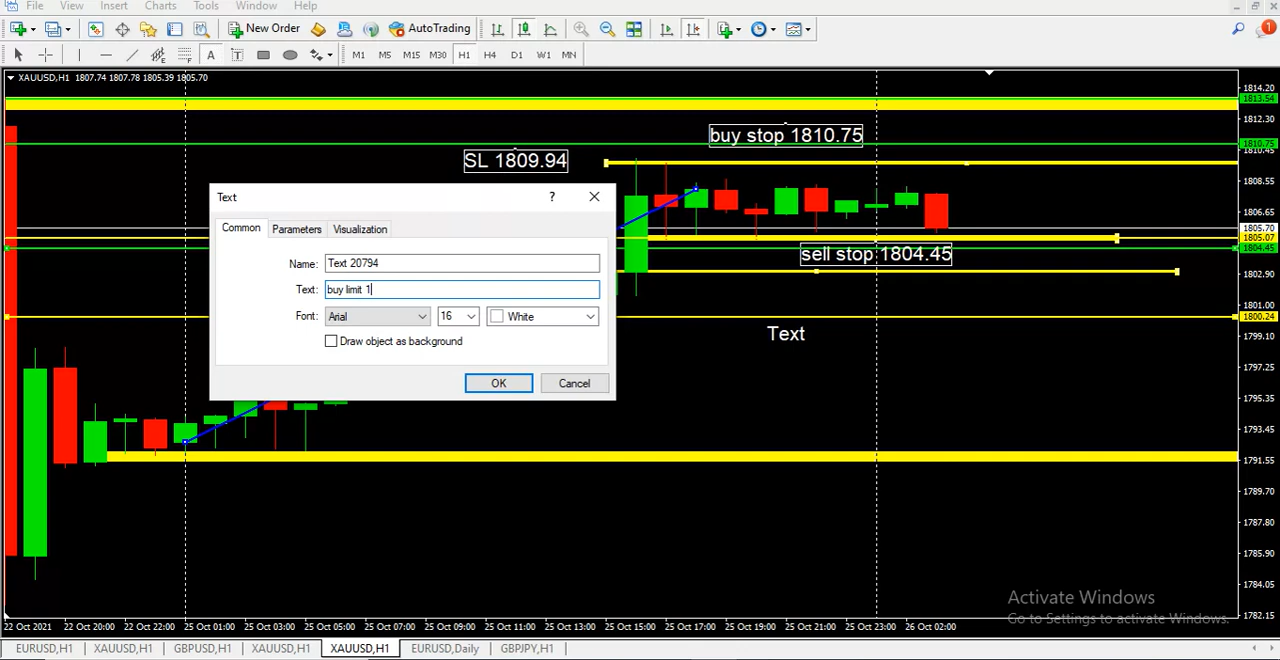 File View Insert Charts Tools Window Help
New Order AutoTrading 1
A T M1 M5 M15 M30 H1 H4 D1 W1 MN
XAUUSD,H1 1807.74 1807.78 1805.39 1805.70
1814.20
1813.54
1812.30
buy stop 1810.75
1810.75
1810.45
SL 1809.94
1808.55
1806.65
1805.70
1805.07
1804.45
sell stop 1804.45
1802.90
1801.00
1800.24
Text
1799.10
1797.25
1795.35
1793.45
1791.55
1789.70
1787.80
1785.90
1784.05
1782.15
Text ?
Common Parameters Visualization
Name: Text 20794
Text: buy limit 1
Font: Arial 16 White
Draw object as background
OK Cancel
Activate Windows
Go to Settings to activate Windows.
22 Oct 2021 22 Oct 20:00 22 Oct 22:00 25 Oct 01:00 25 Oct 03:00 25 Oct 05:00 25 Oct 07:00 25 Oct 09:00 25 Oct 11:00 25 Oct 13:00 25 Oct 15:00 25 Oct 17:00 25 Oct 19:00 25 Oct 21:00 25 Oct 23:00 26 Oct 02:00
EURUSD,H1 XAUUSD,H1 GBPUSD,H1 XAUUSD,H1 XAUUSD,H1 EURUSD,Daily GBPJPY,H1